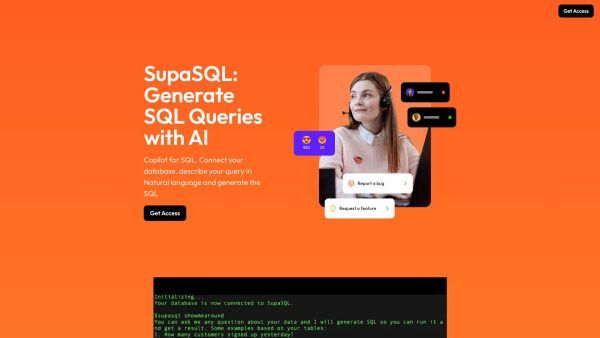 Get Access
SupaSQL:
Generate
SQL Queries
with AI
Copilot for SQL. Connect your
database, describe your query in
Natural language and generate the
SQL
Get Access
Report a bug
Request a feature
Initializing...
Your database is now connected to SupaSQL.
$supasql showmearound
You can ask me any question about your data and I will generate SQL so you can run it a
nd get a result. Some examples based on your tables:
1. How many customers signed up yesterday?